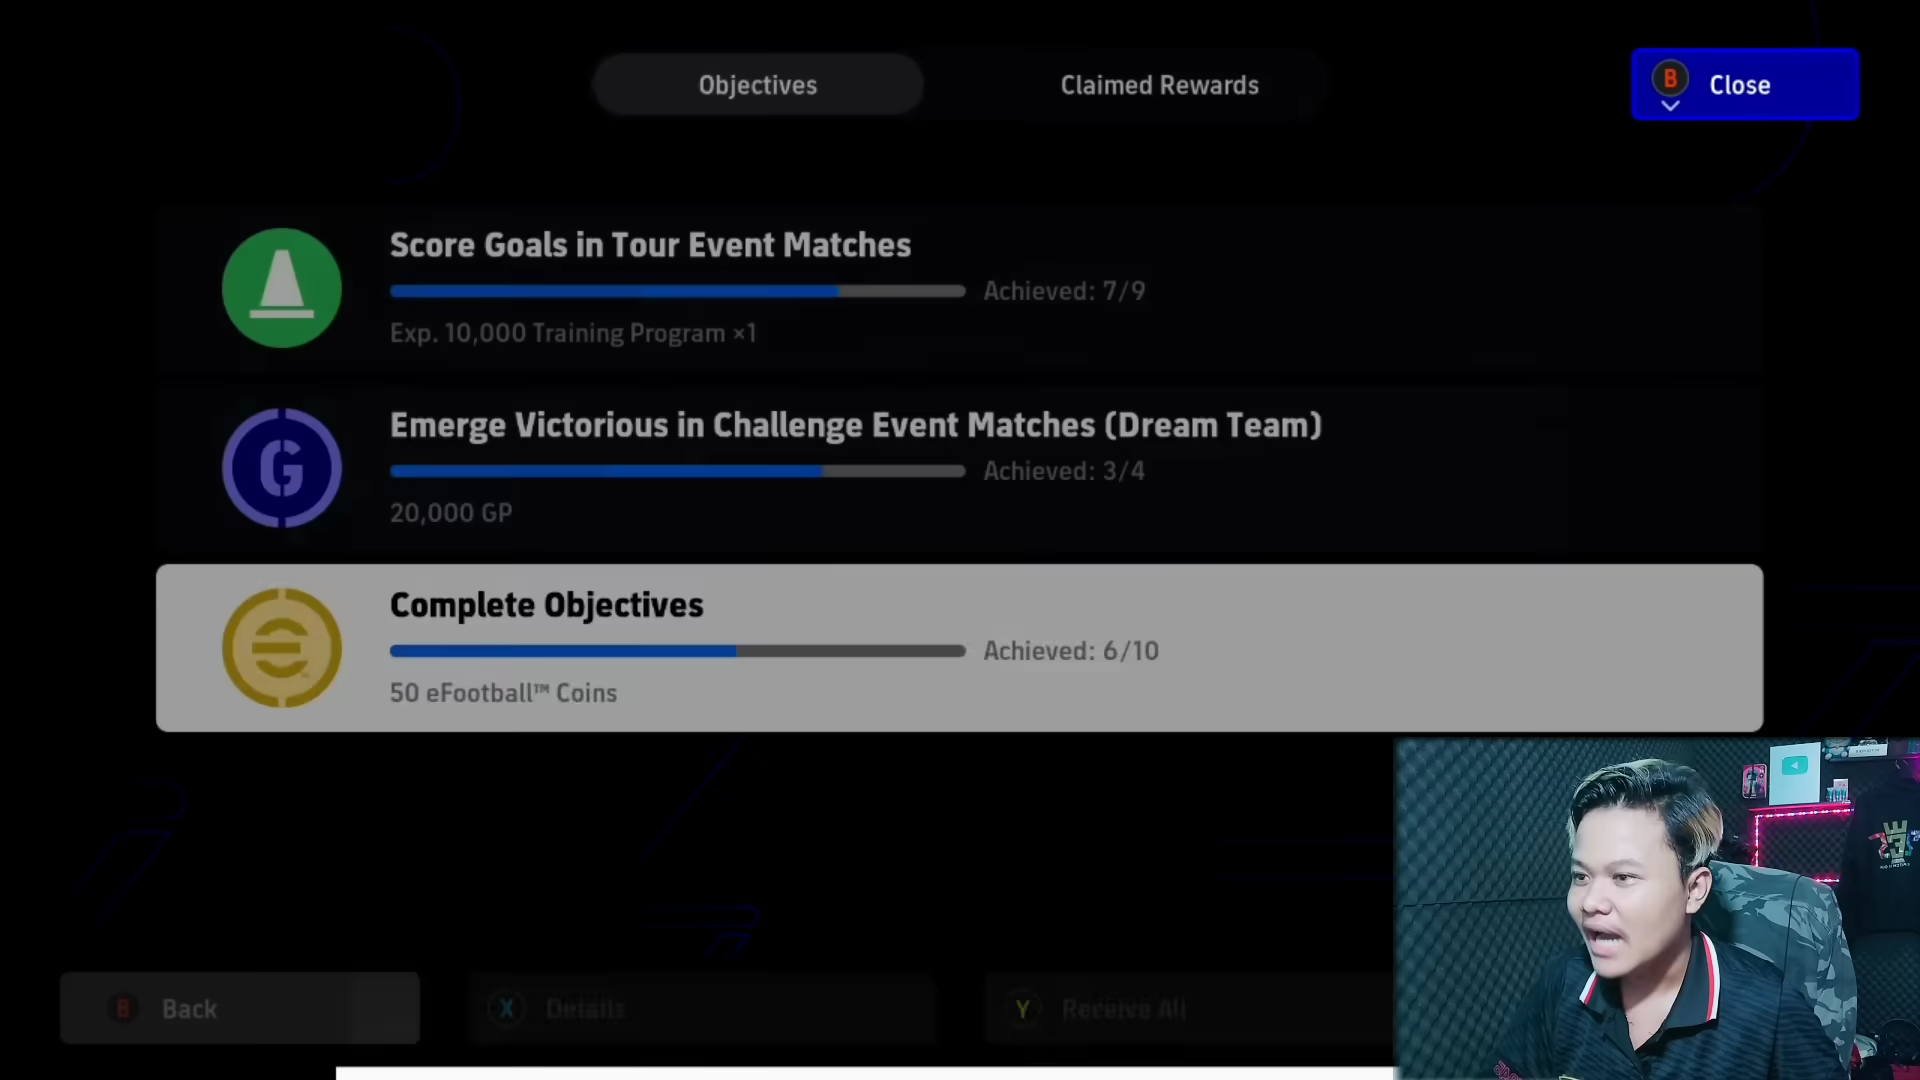 Objectives
Claimed Rewards
B
Close
Score Goals in Tour Event Matches
Achieved: 7/9
Exp. 10,000 Training Program ×1
G
Emerge Victorious in Challenge Event Matches (Dream Team)
Achieved: 3/4
20,000 GP
Complete Objectives
Achieved: 6/10
50 eFootball™ Coins
B
Back
X
Details
Y
Receive All